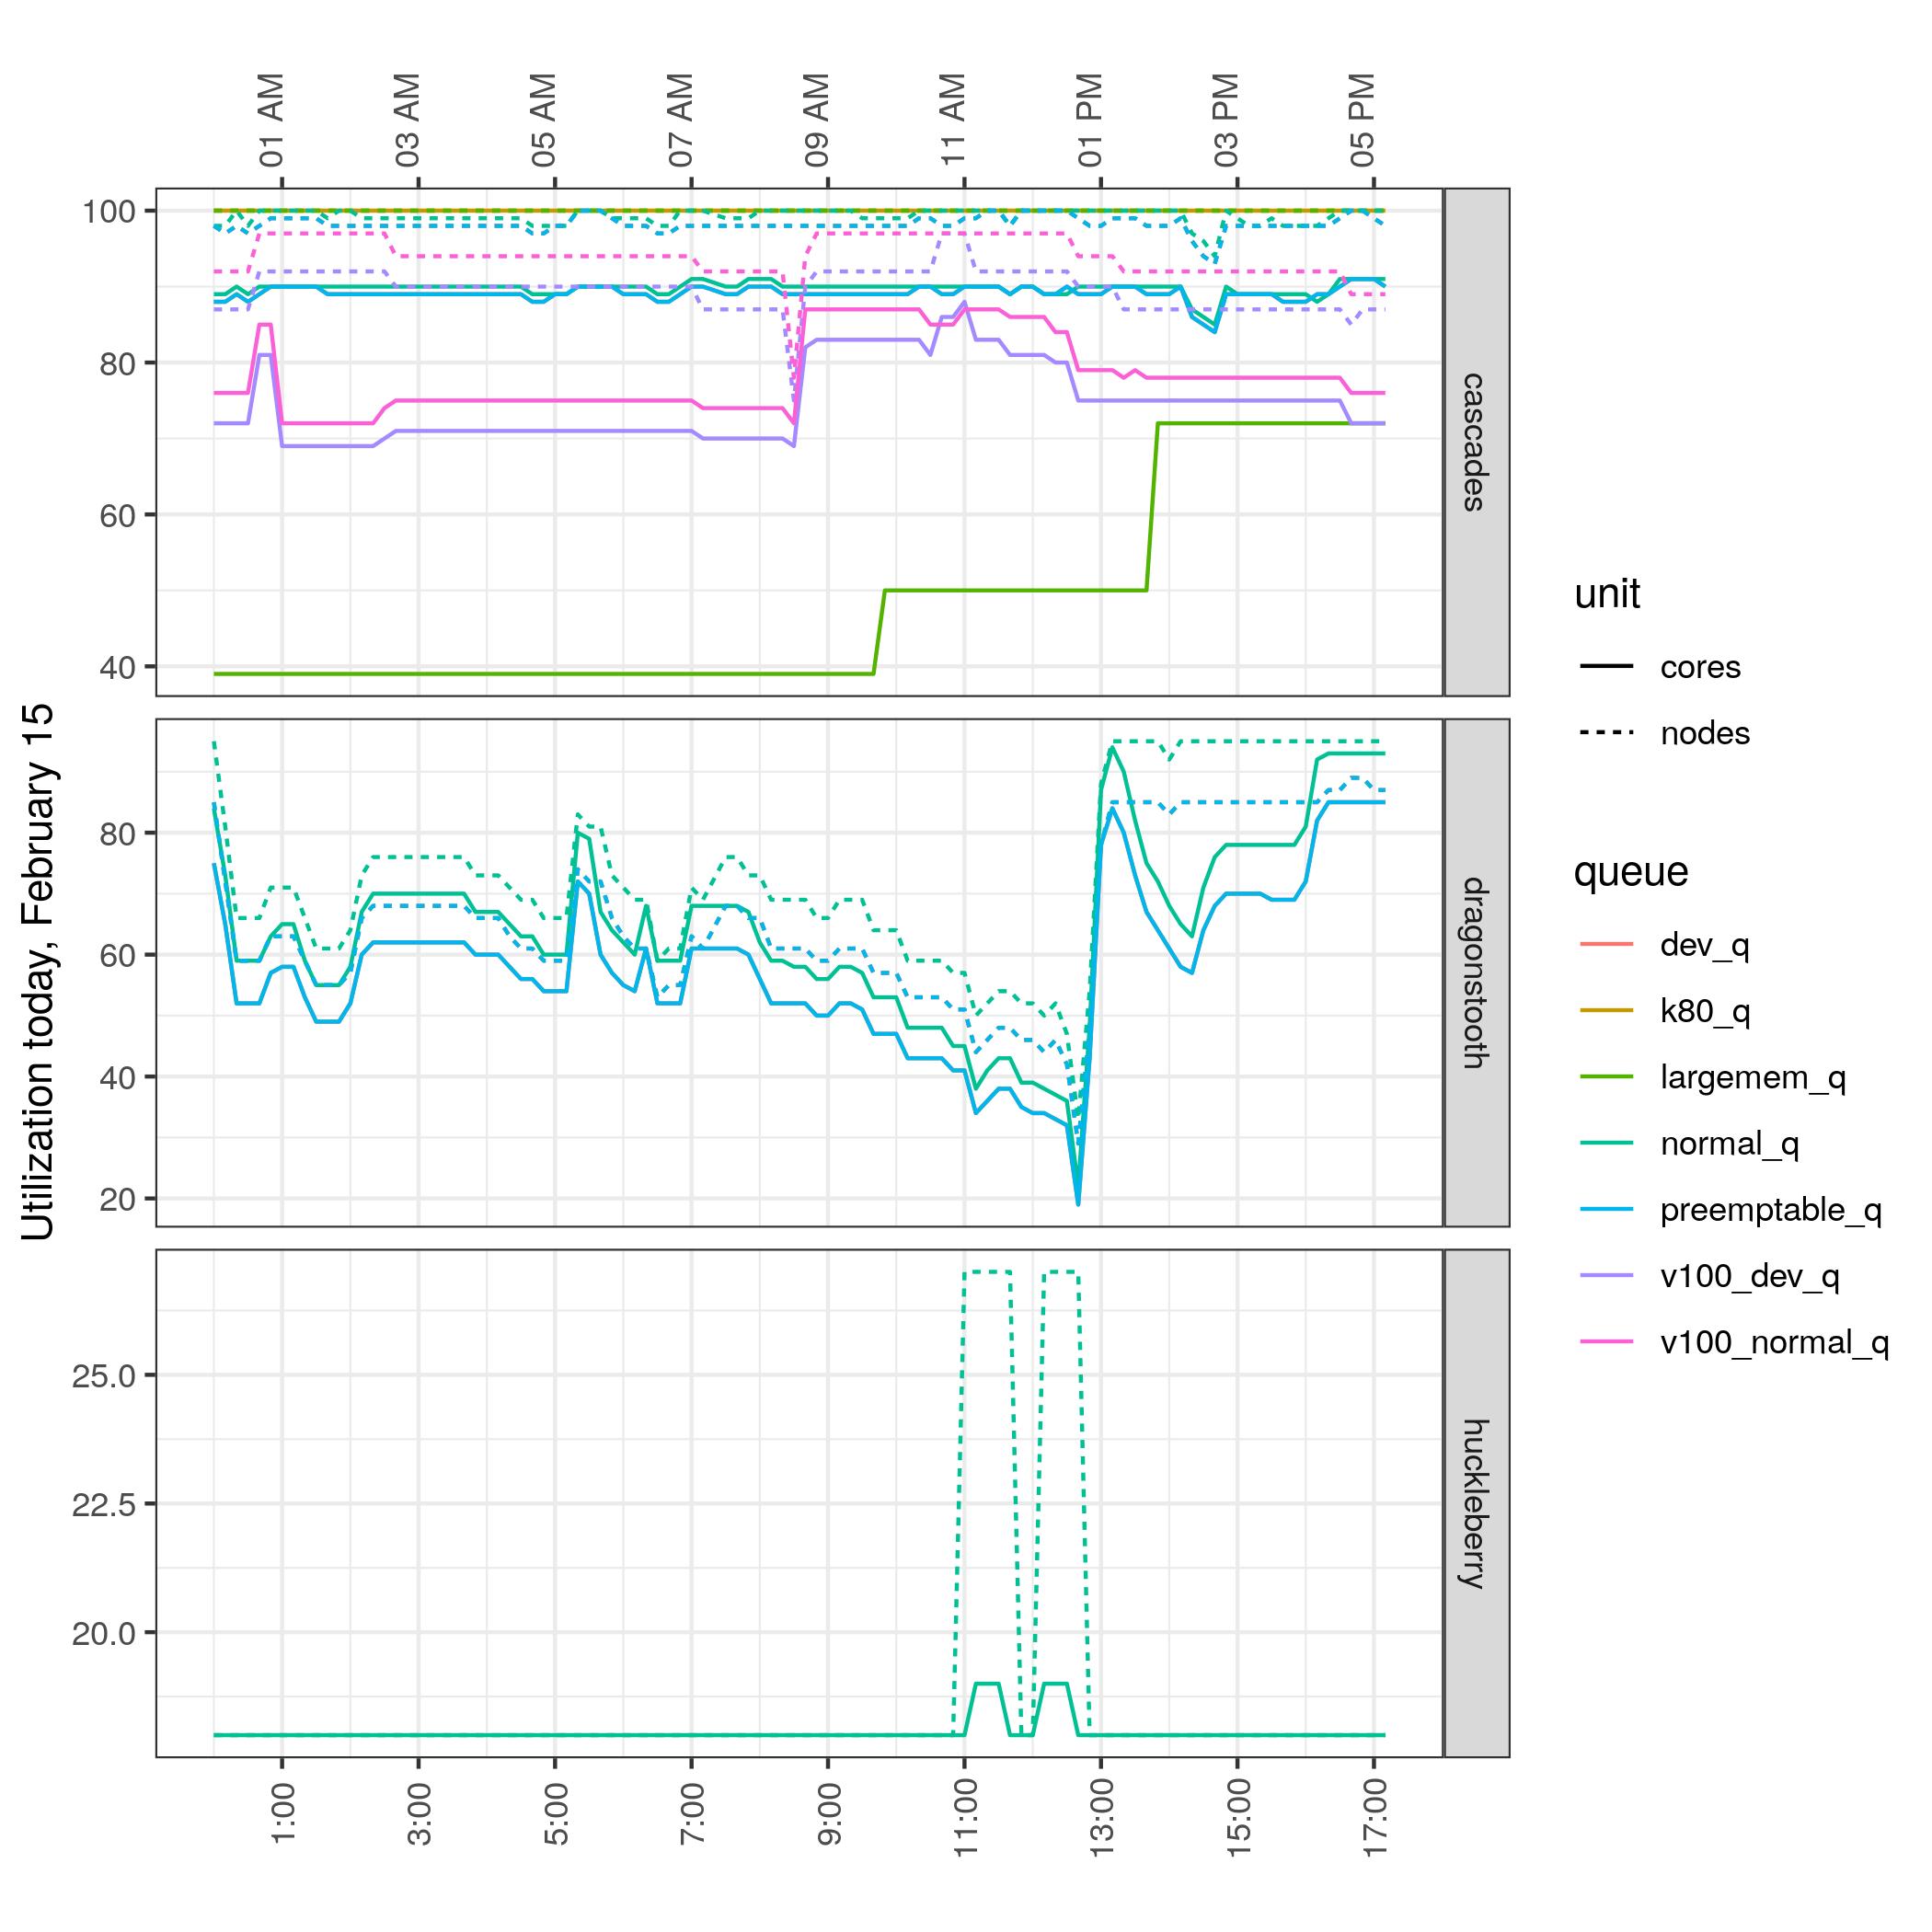 01 AM
03 AM
05 AM
07 AM
09 AM
11 AM
01 PM
03 PM
05 PM
Utilization today, February 15
100
80
60
40
cascades
80
60
40
20
dragonstooth
25.0
22.5
20.0
huckleberry
1:00
3:00
5:00
7:00
9:00
11:00
13:00
15:00
17:00
unit
cores
nodes
queue
dev_q
k80_q
largemem_q
normal_q
preemptable_q
v100_dev_q
v100_normal_q